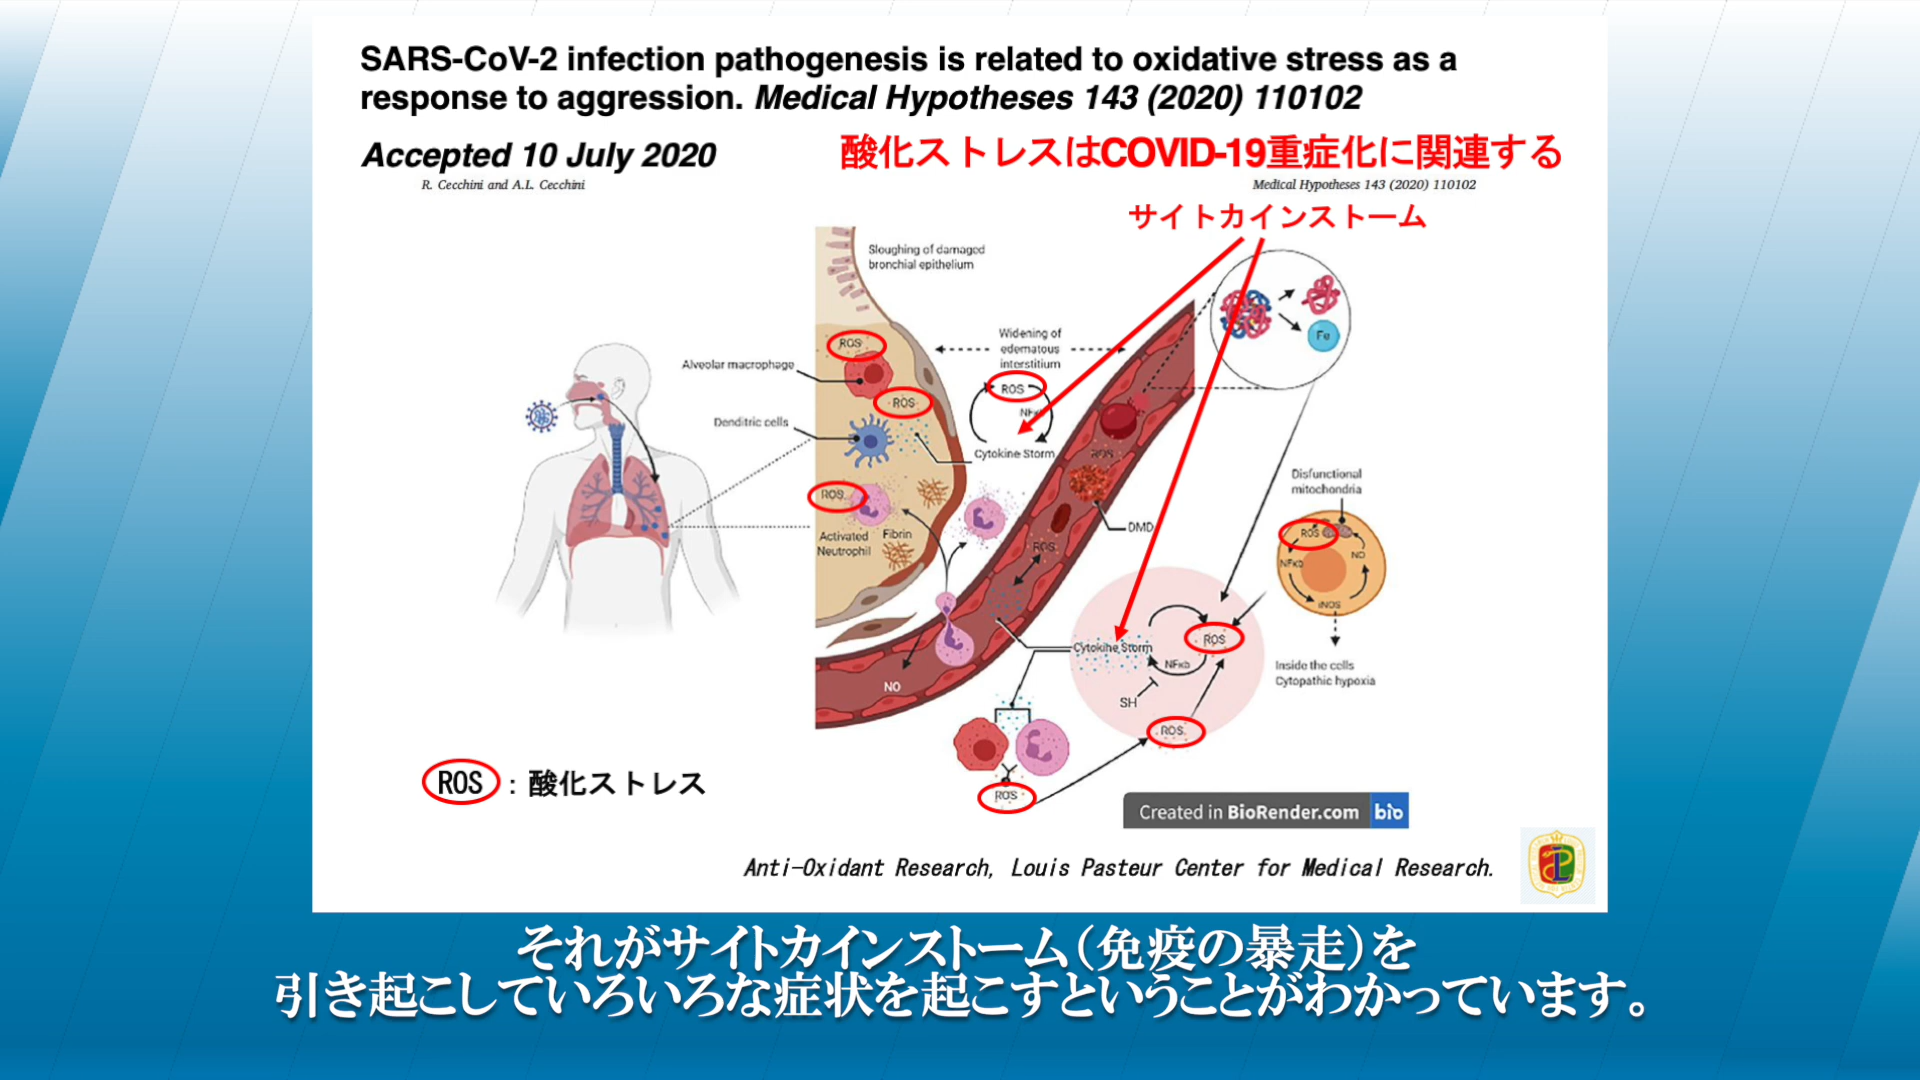 SARS-CoV-2 infection pathogenesis is related to oxidative stress as a
response to aggression. Medical Hypotheses 143 (2020) 110102
Accepted 10 July 2020
酸化ストレスはCOVID-19重症化に関連する
R. Cecchini and A.L. Cecchini
Medical Hypotheses 143 (2020) 110102
サイトカインストーム
Sloughing of damaged
bronchial epithelium
Widening of
edematous
interstitium
ROS
Alveolar macrophage
ROS
ROS
NFκb
Fe
Denditric cells
Cytokine Storm
ROS
ROS
Activated
Neutrophil
Fibrin
DMD
ROS
Disfunctional
mitochondria
ROS
NO
NFκb
iNOS
Inside the cells
Cytopathic hypoxia
Cytokine Storm
ROS
NFκb
SH
NO
ROS
ROS
ROS：酸化ストレス
Created in BioRender.com bio
Anti-Oxidant Research, Louis Pasteur Center for Medical Research.
それがサイトカインストーム（免疫の暴走）を
引き起こしていろいろな症状を起こすということがわかっています。